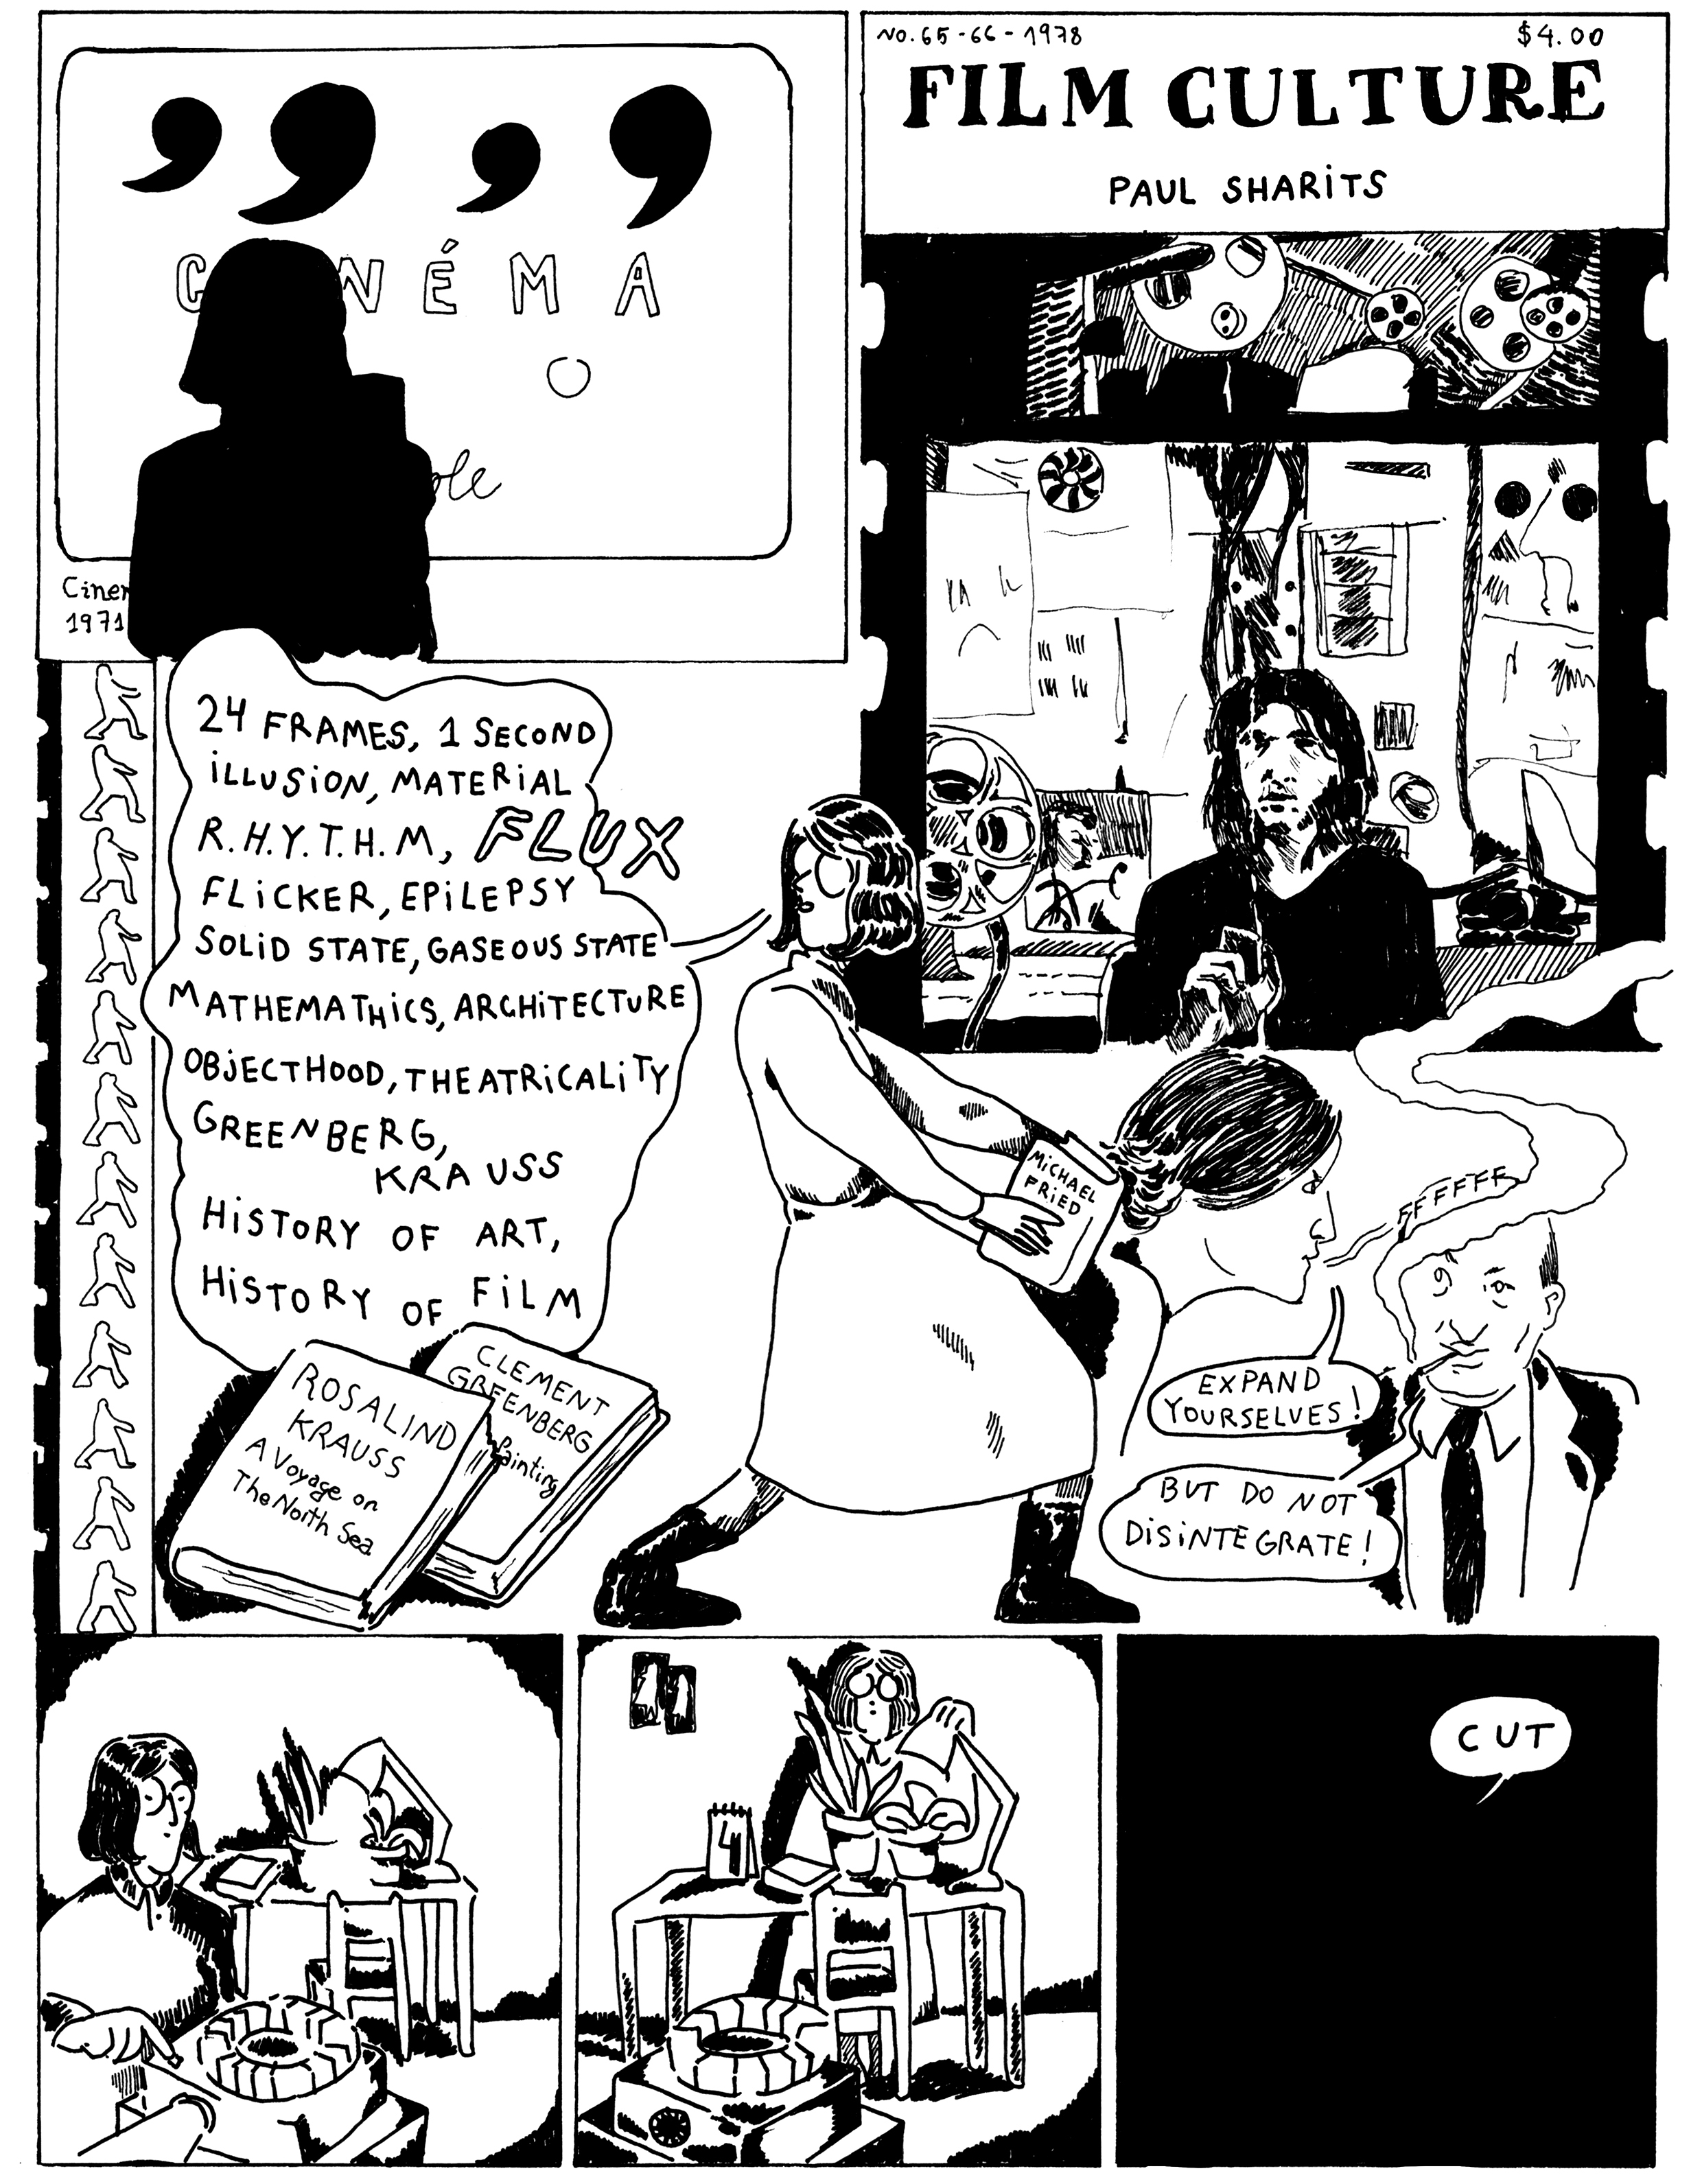 CINÉMA
ole
Cinem
1971
NO. 65-66-1978
$4.00
FILM CULTURE
PAUL SHARITS
24 FRAMES, 1 SECOND
ILLUSION, MATERIAL
R.H.Y.T.H.M, FLUX
FLICKER, EPILEPSY
SOLID STATE, GASEOUS STATE
MATHEMATHICS, ARCHITECTURE
OBJECTHOOD, THEATRICALITY
GREENBERG,
KRAUSS
HISTORY OF ART,
HISTORY OF FILM
MICHAEL
FRIED
FFFFFF
EXPAND
YOURSELVES!
BUT DO NOT
DISINTEGRATE!
ROSALIND
KRAUSS
A Voyage on
The North Sea
CLEMENT
GREENBERG
Painting
4
CUT